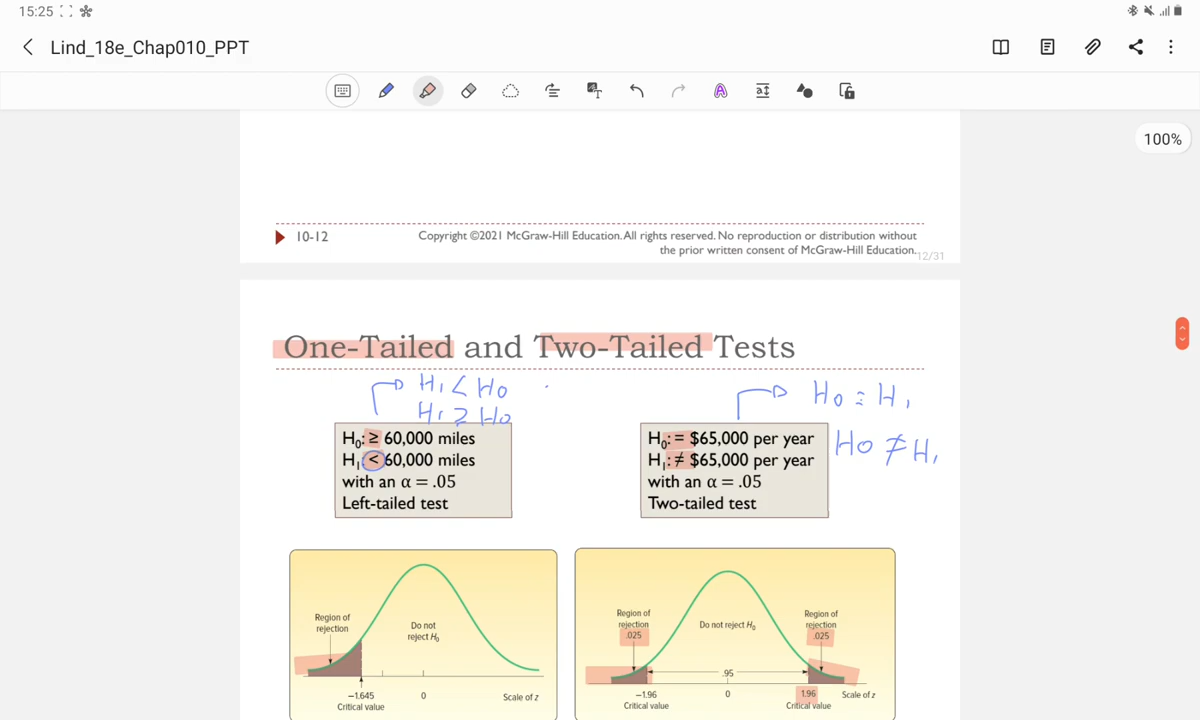 15:25
Lind_18e_Chap010_PPT
100%
10-12
Copyright ©2021 McGraw-Hill Education. All rights reserved. No reproduction or distribution without
the prior written consent of McGraw-Hill Education.
12/31
One-Tailed and Two-Tailed Tests
H₁ < H₀
H₁ ≥ H₀
H₀ = H₁
H₀ ≠ H₁
H₀: ≥ 60,000 miles
H₁: < 60,000 miles
with an α = .05
Left-tailed test
H₀: = $65,000 per year
H₁: ≠ $65,000 per year
with an α = .05
Two-tailed test
Region of
rejection
Do not
reject H₀
−1.645
0
Scale of z
Critical value
Region of
rejection
.025
Do not reject H₀
Region of
rejection
.025
.95
−1.96
0
1.96
Scale of z
Critical value
Critical value